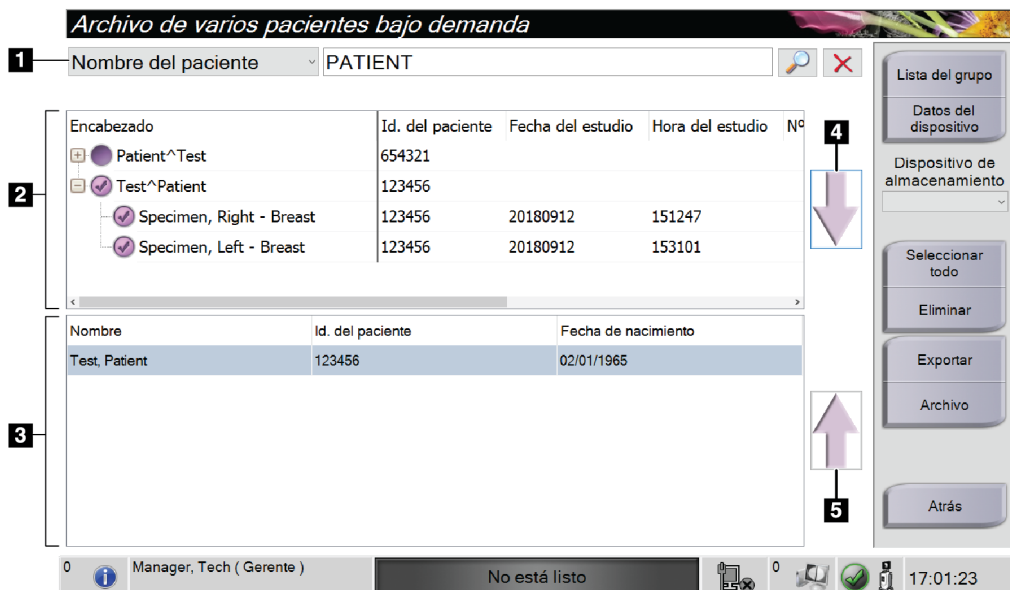 Archivo de varios pacientes bajo demanda
1
Nombre del paciente
PATIENT
Lista del grupo
Datos del
dispositivo
Dispositivo de
almacenamiento
Seleccionar
todo
Eliminar
Exportar
Archivo
Atrás
2
Encabezado Id. del paciente Fecha del estudio Hora del estudio Nº
Patient^Test 654321
Test^Patient 123456
Specimen, Right - Breast 123456 20180912 151247
Specimen, Left - Breast 123456 20180912 153101
4
3
Nombre Id. del paciente Fecha de nacimiento
Test, Patient 123456 02/01/1965
5
0 Manager, Tech ( Gerente ) No está listo 0 17:01:23